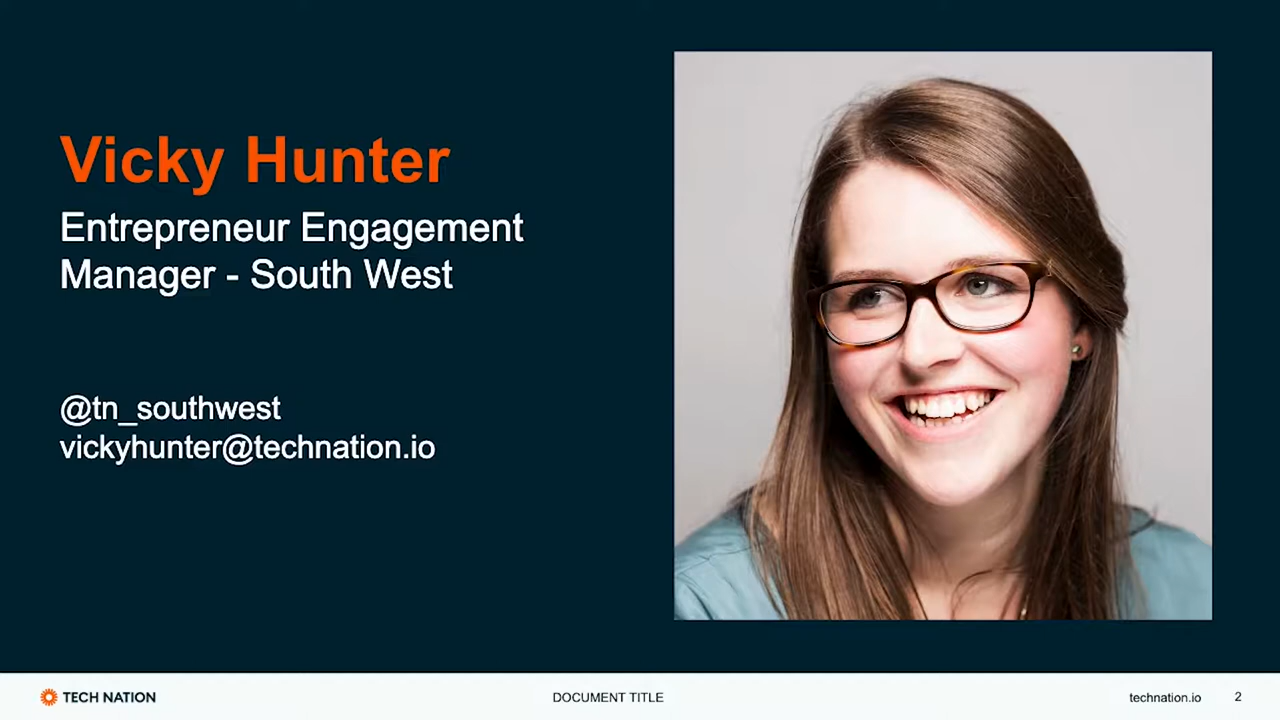 Vicky Hunter
Entrepreneur Engagement
Manager - South West
@tn_southwest
vickyhunter@technation.io
TECH NATION
DOCUMENT TITLE
technation.io
2